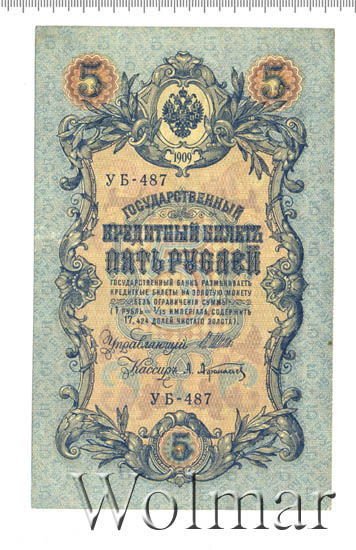 5 5
1909
УБ-487
ГОСУДАРСТВЕННЫЙ
КРЕДИТНЫЙ БИЛЕТЪ
ПЯТЬ РУБЛЕЙ
ГОСУДАРСТВЕННЫЙ БАНКЪ РАЗМѢНИВАЕТЪ
КРЕДИТНЫЕ БИЛЕТЫ НА ЗОЛОТУЮ МОНЕТУ
БЕЗЪ ОГРАНИЧЕНІЯ СУММЫ
(1 РУБЛЬ = 1/15 ИМПЕРІАЛА, СОДЕРЖИТЪ
17,424 ДОЛЕЙ ЧИСТАГО ЗОЛОТА).
Управляющій
Кассиръ
УБ-487
5
Wolmar